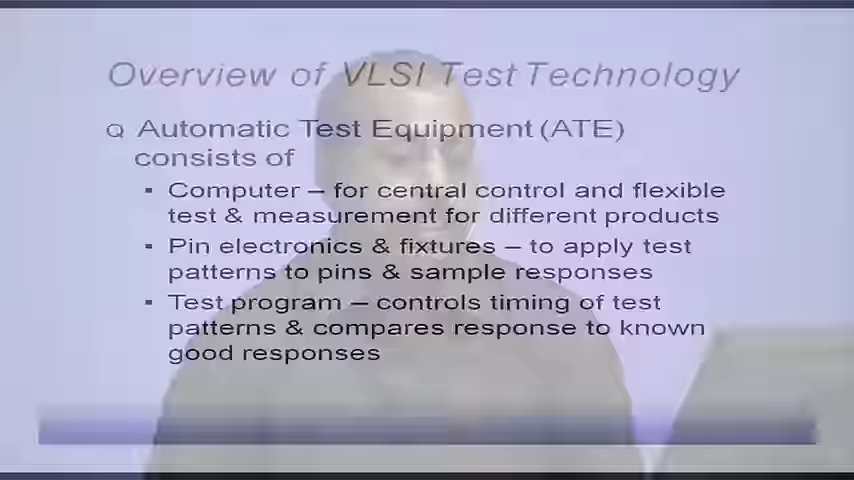 Overview of VLSI Test Technology
Automatic Test Equipment (ATE)
consists of
▪ Computer – for central control and flexible
test & measurement for different products
▪ Pin electronics & fixtures – to apply test
patterns to pins & sample responses
▪ Test program – controls timing of test
patterns & compares response to known
good responses